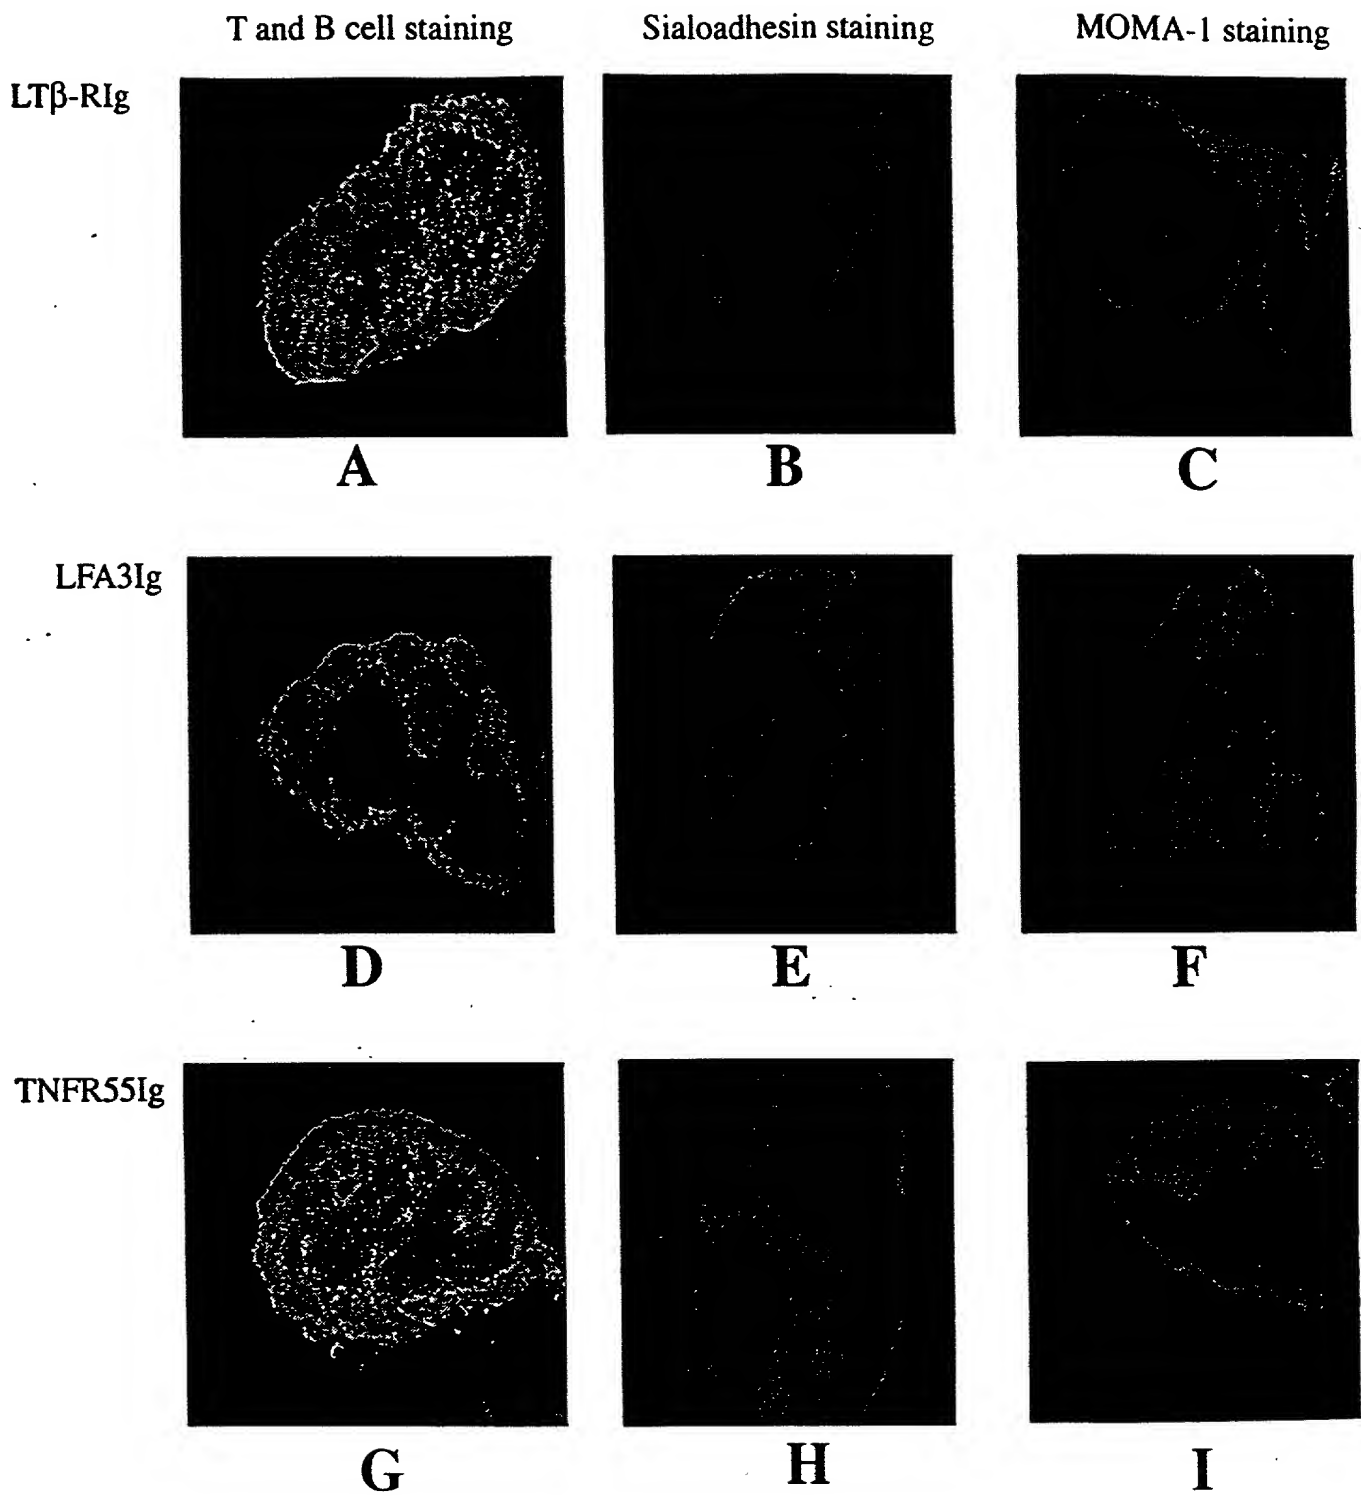 T and B cell staining Sialoadhesin staining MOMA-1 staining
LTβ-RIg
A B C
LFA3Ig
D E F
TNFR55Ig
G H I